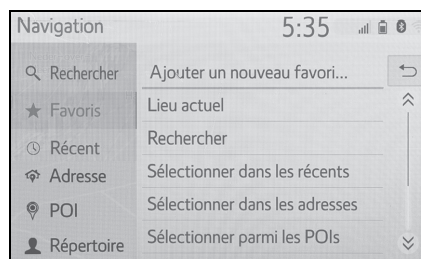 Navigation 5:35
Rechercher
Favoris
Récent
Adresse
POI
Répertoire
Ajouter un nouveau favori...
Lieu actuel
Rechercher
Sélectionner dans les récents
Sélectionner dans les adresses
Sélectionner parmi les POIs